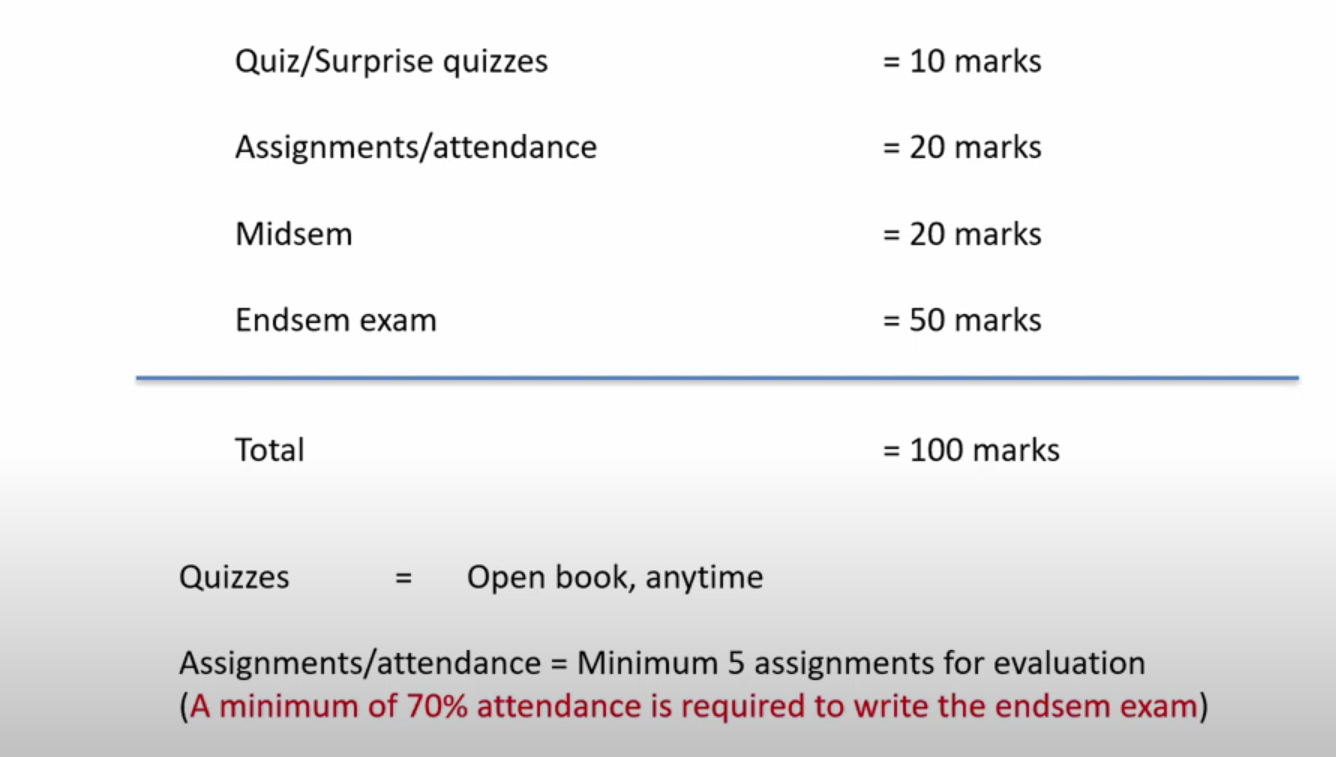 Quiz/Surprise quizzes = 10 marks
Assignments/attendance = 20 marks
Midsem = 20 marks
Endsem exam = 50 marks
Total = 100 marks
Quizzes = Open book, anytime
Assignments/attendance = Minimum 5 assignments for evaluation
(A minimum of 70% attendance is required to write the endsem exam)